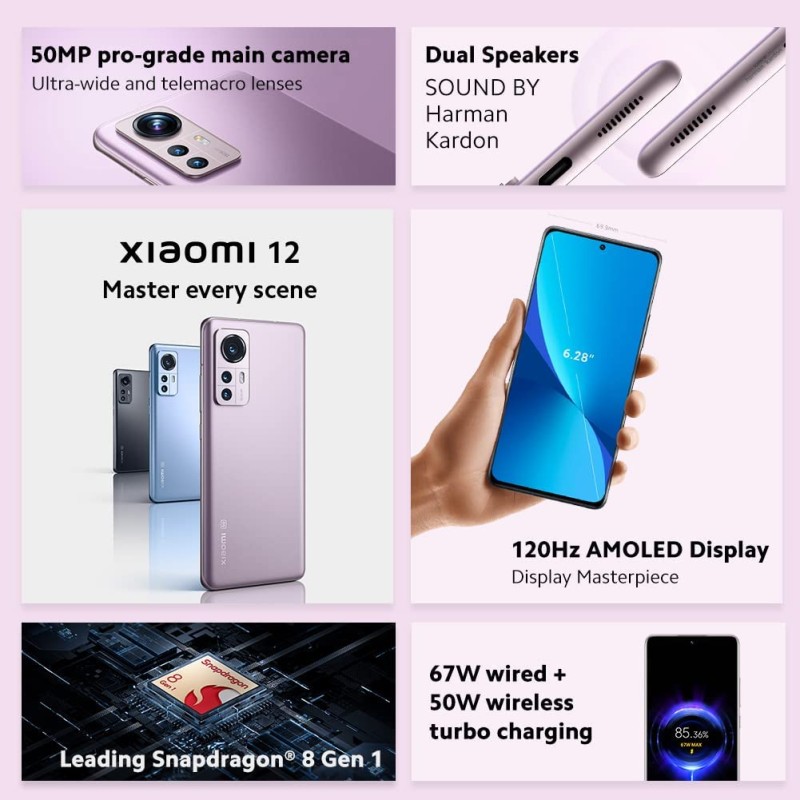 50MP pro-grade main camera
Ultra-wide and telemacro lenses
Dual Speakers
SOUND BY
Harman
Kardon
xiaomi 12
Master every scene
xiaomi
6.28"
120Hz AMOLED Display
Display Masterpiece
8
Gen 1
Snapdragon
Leading Snapdragon® 8 Gen 1
67W wired +
50W wireless
turbo charging
85.36%
67W MAX